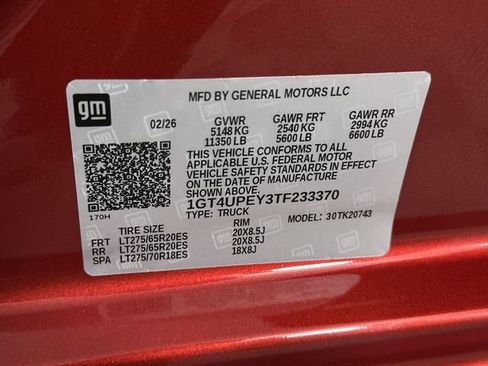 gm
MFD BY GENERAL MOTORS LLC
02/26 GVWR GAWR FRT GAWR RR
5148 KG 2540 KG 2994 KG
11350 LB 5600 LB 6600 LB
THIS VEHICLE CONFORMS TO ALL
APPLICABLE U.S. FEDERAL MOTOR
VEHICLE SAFETY STANDARDS IN EFFECT
ON THE DATE OF MANUFACTURE
SHOWN ABOVE.
1GT4UPEY3TF233370
170H TYPE: TRUCK MODEL: 30TK20743
TIRE SIZE RIM
FRT LT275/65R20ES 20X8.5J
RR LT275/65R20ES 20X8.5J
SPA LT275/70R18ES 18X8J